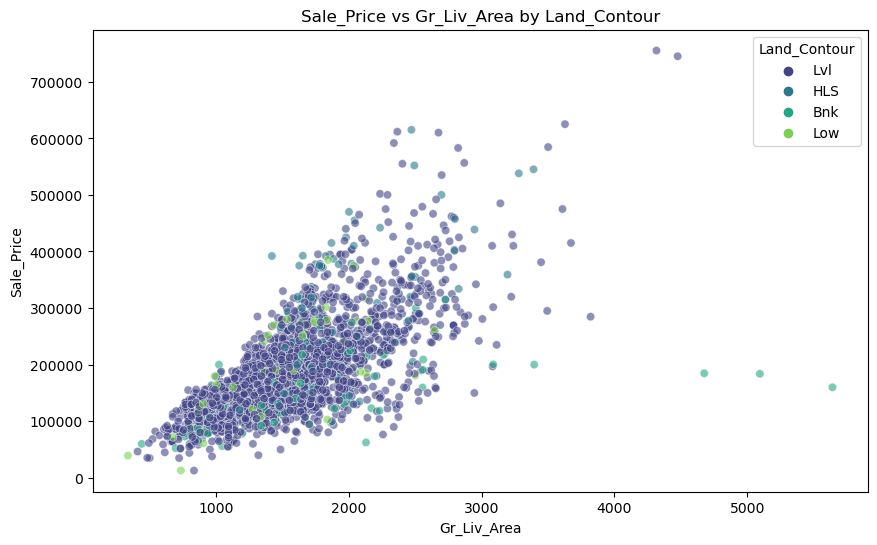 Sale_Price vs Gr_Liv_Area by Land_Contour
Land_Contour
Lvl
HLS
Bnk
Low
Sale_Price
700000
600000
500000
400000
300000
200000
100000
0
1000
2000
3000
4000
5000
Gr_Liv_Area